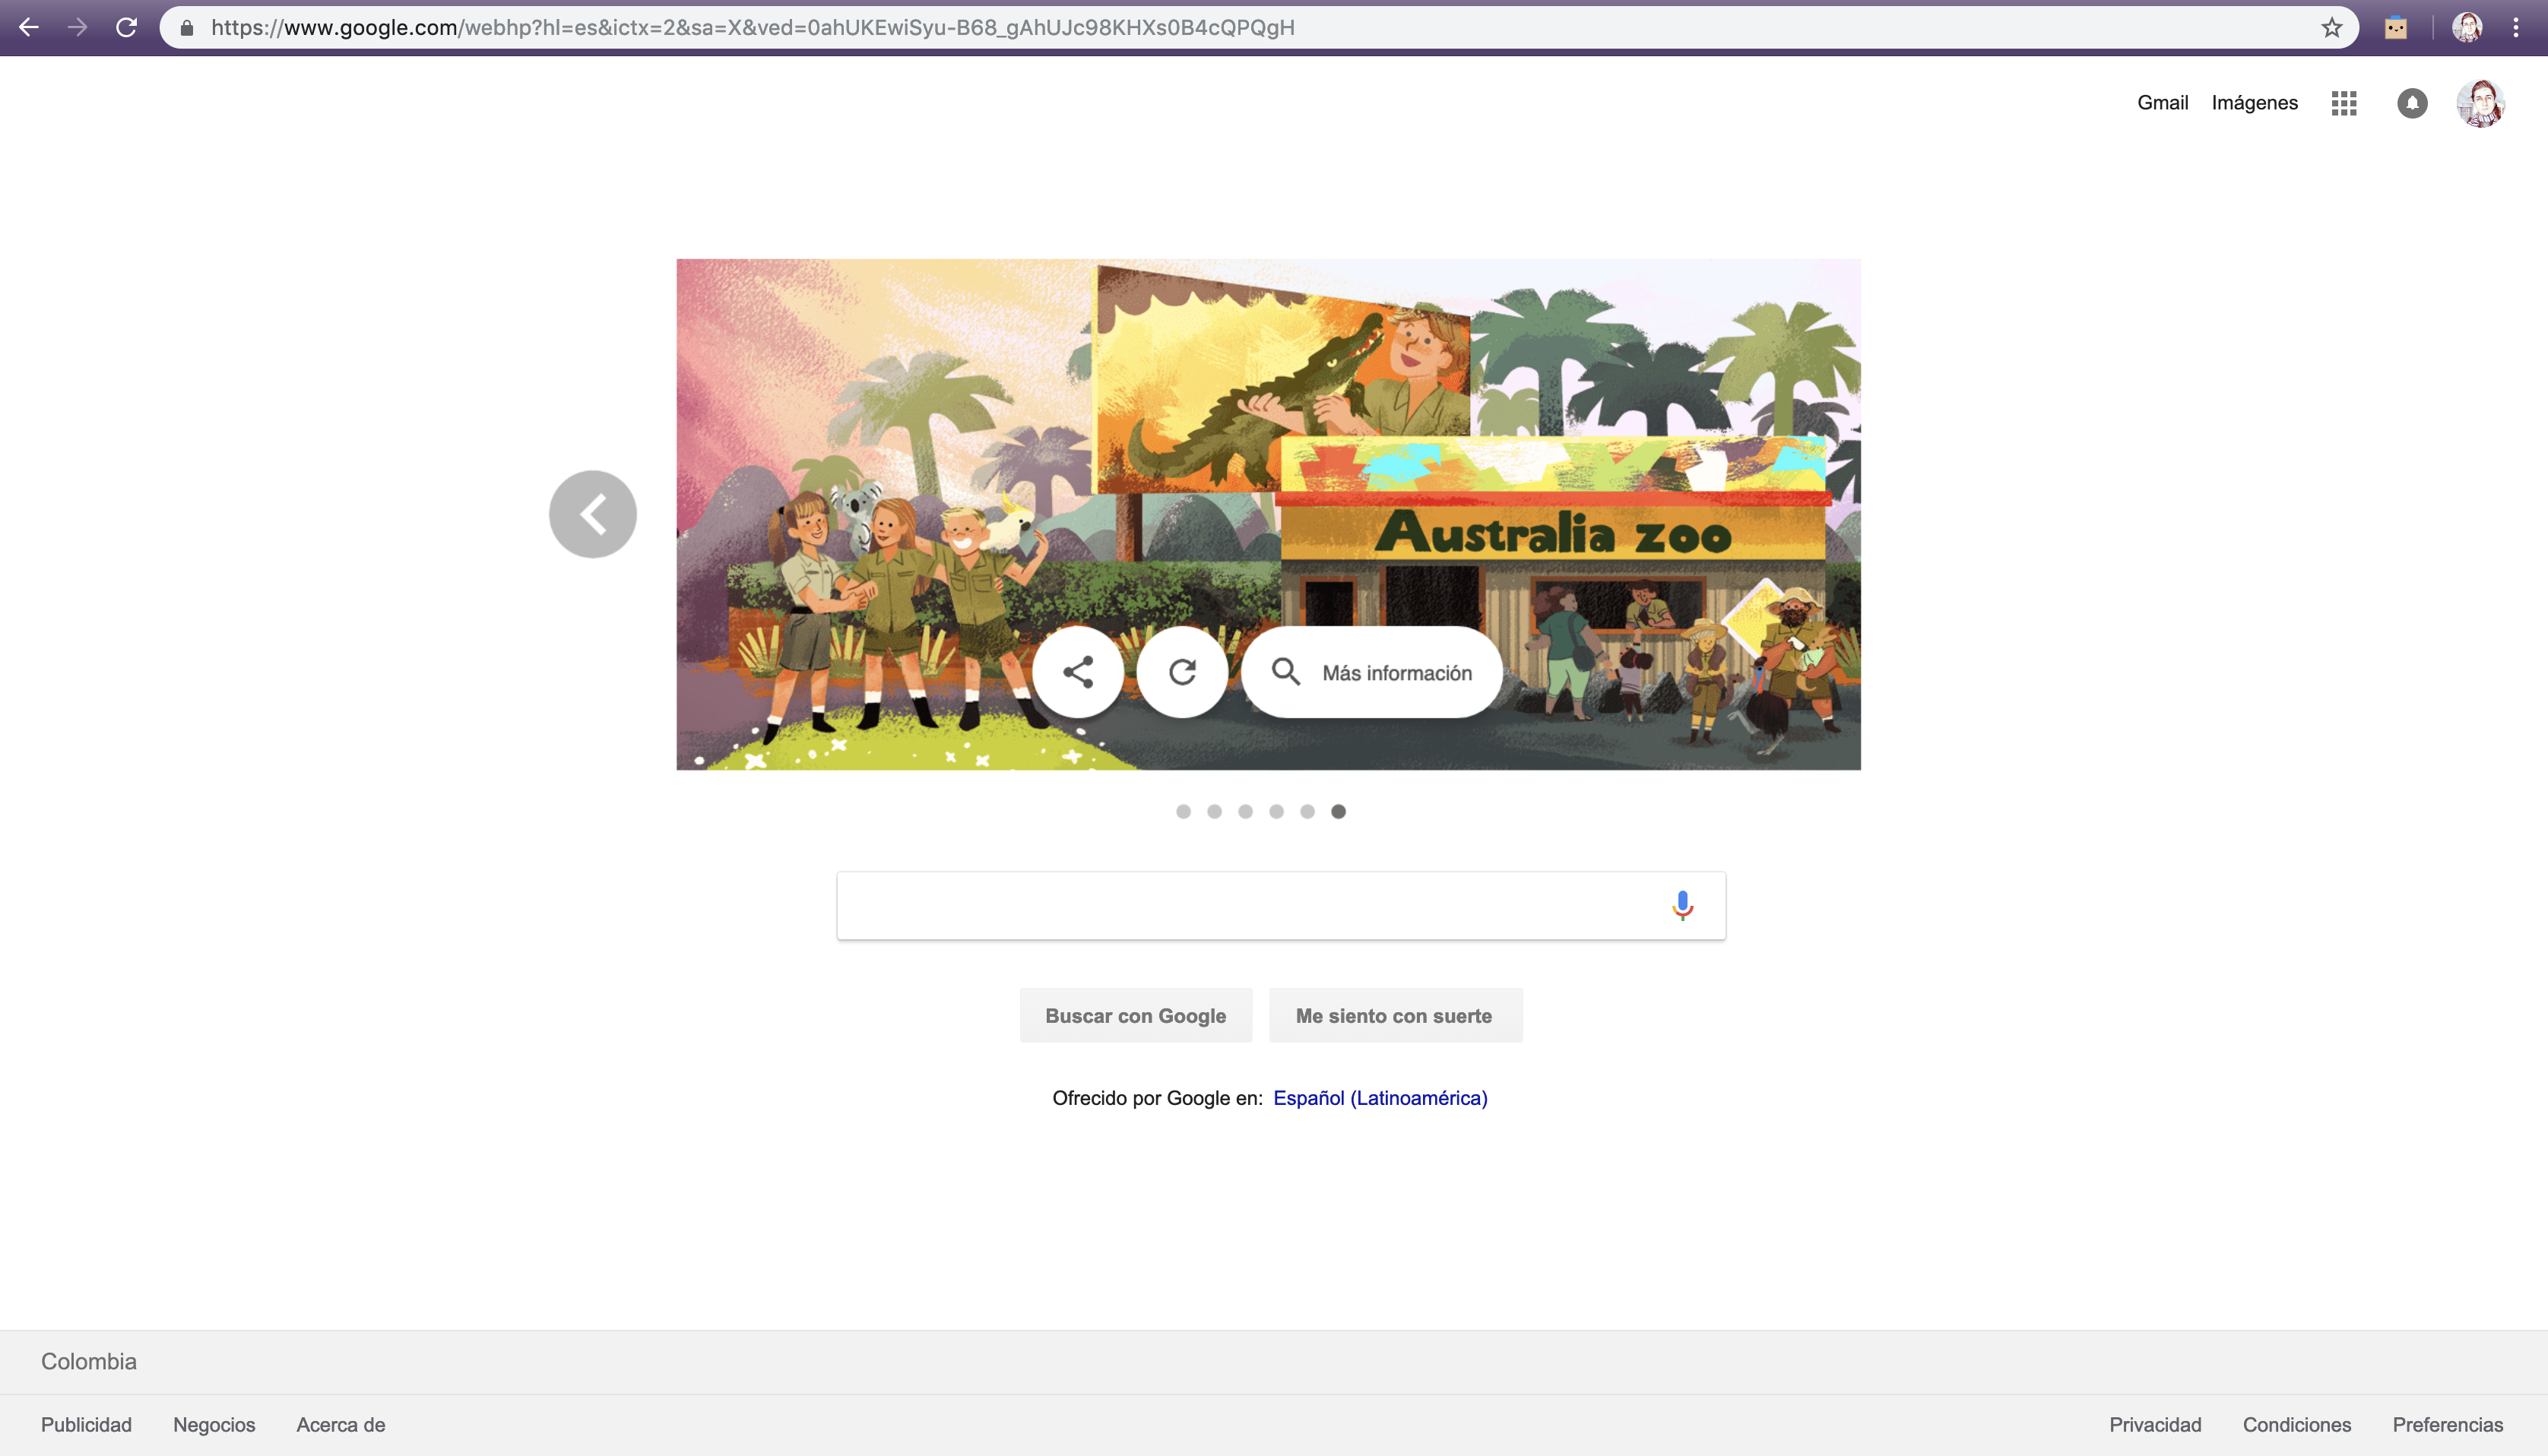 https://www.google.com/webhp?hl=es&ictx=2&sa=X&ved=0ahUKEwiSyu-B68_gAhUJc98KHXs0B4cQPQgH
Gmail Imágenes
Australia zoo
Más información
Buscar con Google Me siento con suerte
Ofrecido por Google en: Español (Latinoamérica)
Colombia
Publicidad Negocios Acerca de Privacidad Condiciones Preferencias